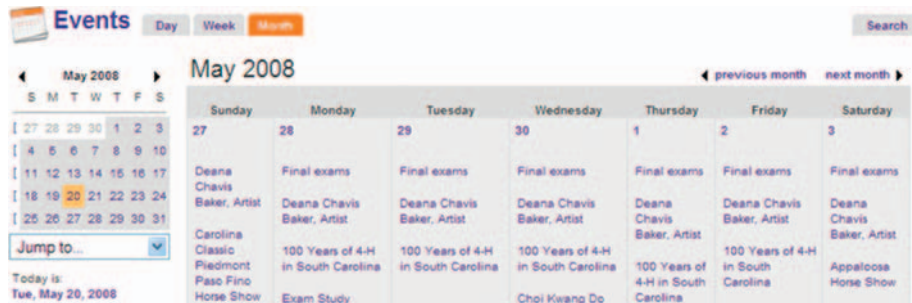 Events Day Week Month Search
May 2008
S M T W T F S
[ 27 28 29 30 1 2 3
[ 4 5 6 7 8 9 10
[ 11 12 13 14 15 16 17
[ 18 19 20 21 22 23 24
[ 25 26 27 28 29 30 31
Jump to...
Today is:
Tue, May 20, 2008
May 2008
previous month next month
Sunday Monday Tuesday Wednesday Thursday Friday Saturday
27 28 29 30 1 2 3
Deana
Chavis
Baker, Artist
Carolina
Classic
Piedmont
Paso Fino
Horse Show
Final exams
Deana Chavis
Baker, Artist
100 Years of 4-H
in South Carolina
Exam Study
Final exams
Deana Chavis
Baker, Artist
100 Years of 4-H
in South Carolina
Final exams
Deana Chavis
Baker, Artist
100 Years of 4-H
in South Carolina
Choi Kwang Do
Final exams
Deana
Chavis
Baker, Artist
100 Years of
4-H in South
Carolina
Final exams
Deana Chavis
Baker, Artist
100 Years of 4-H
in South
Carolina
Final exams
Deana
Chavis
Baker, Artist
Appaloosa
Horse Show